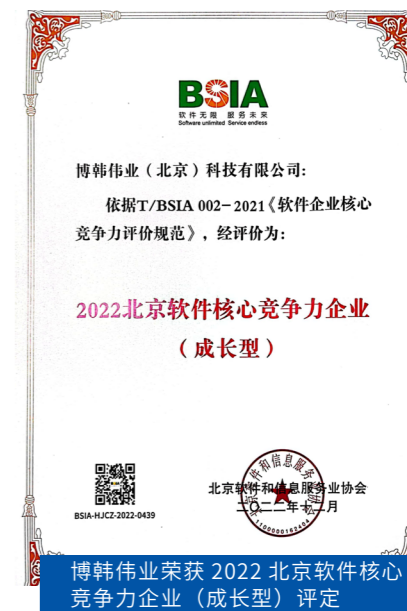 BSIA
软件无限 服务未来
Software unlimited Service endless
博韩伟业（北京）科技有限公司：
依据T/BSIA 002-2021《软件企业核心
竞争力评价规范》，经评价为：
2022北京软件核心竞争力企业
（成长型）
北京软件和信息服务业协会
二〇二二年十二月
1100000162404
BSIA-HJCZ-2022-0439
博韩伟业荣获 2022 北京软件核心
竞争力企业（成长型）评定